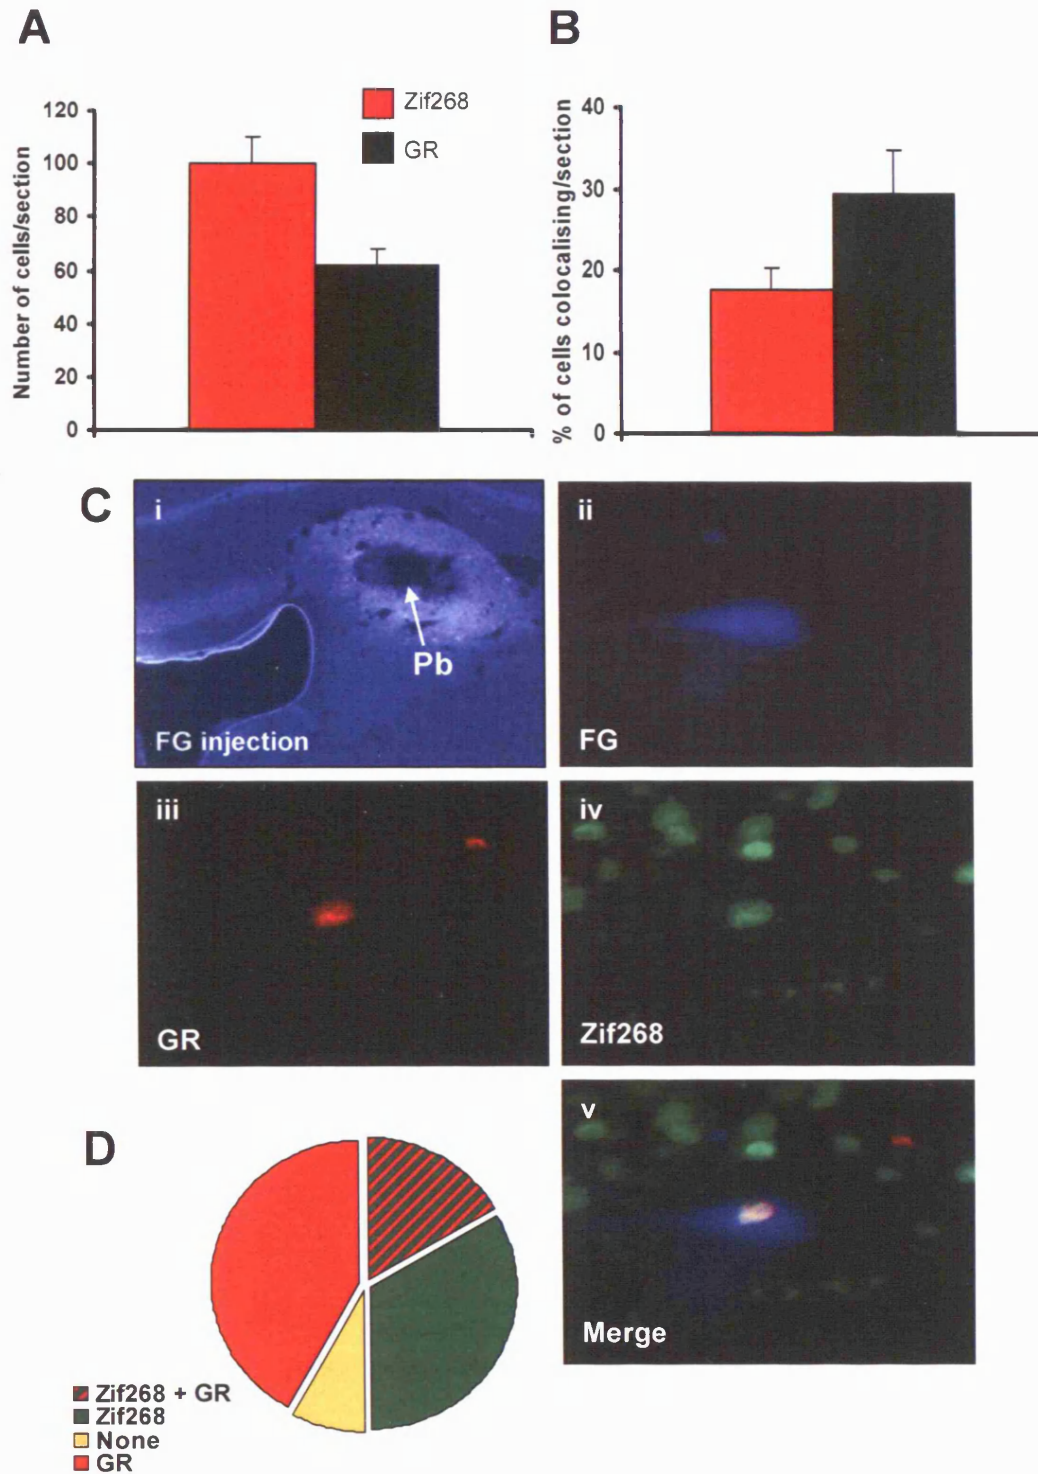 A
B
Number of cells/section
120
100
80
60
40
20
0
Zif268
GR
% of cells colocalising/section
40
30
20
10
0
C
i
Pb
FG injection
ii
FG
iii
GR
iv
Zif268
v
Merge
D
Zif268 + GR
Zif268
None
GR